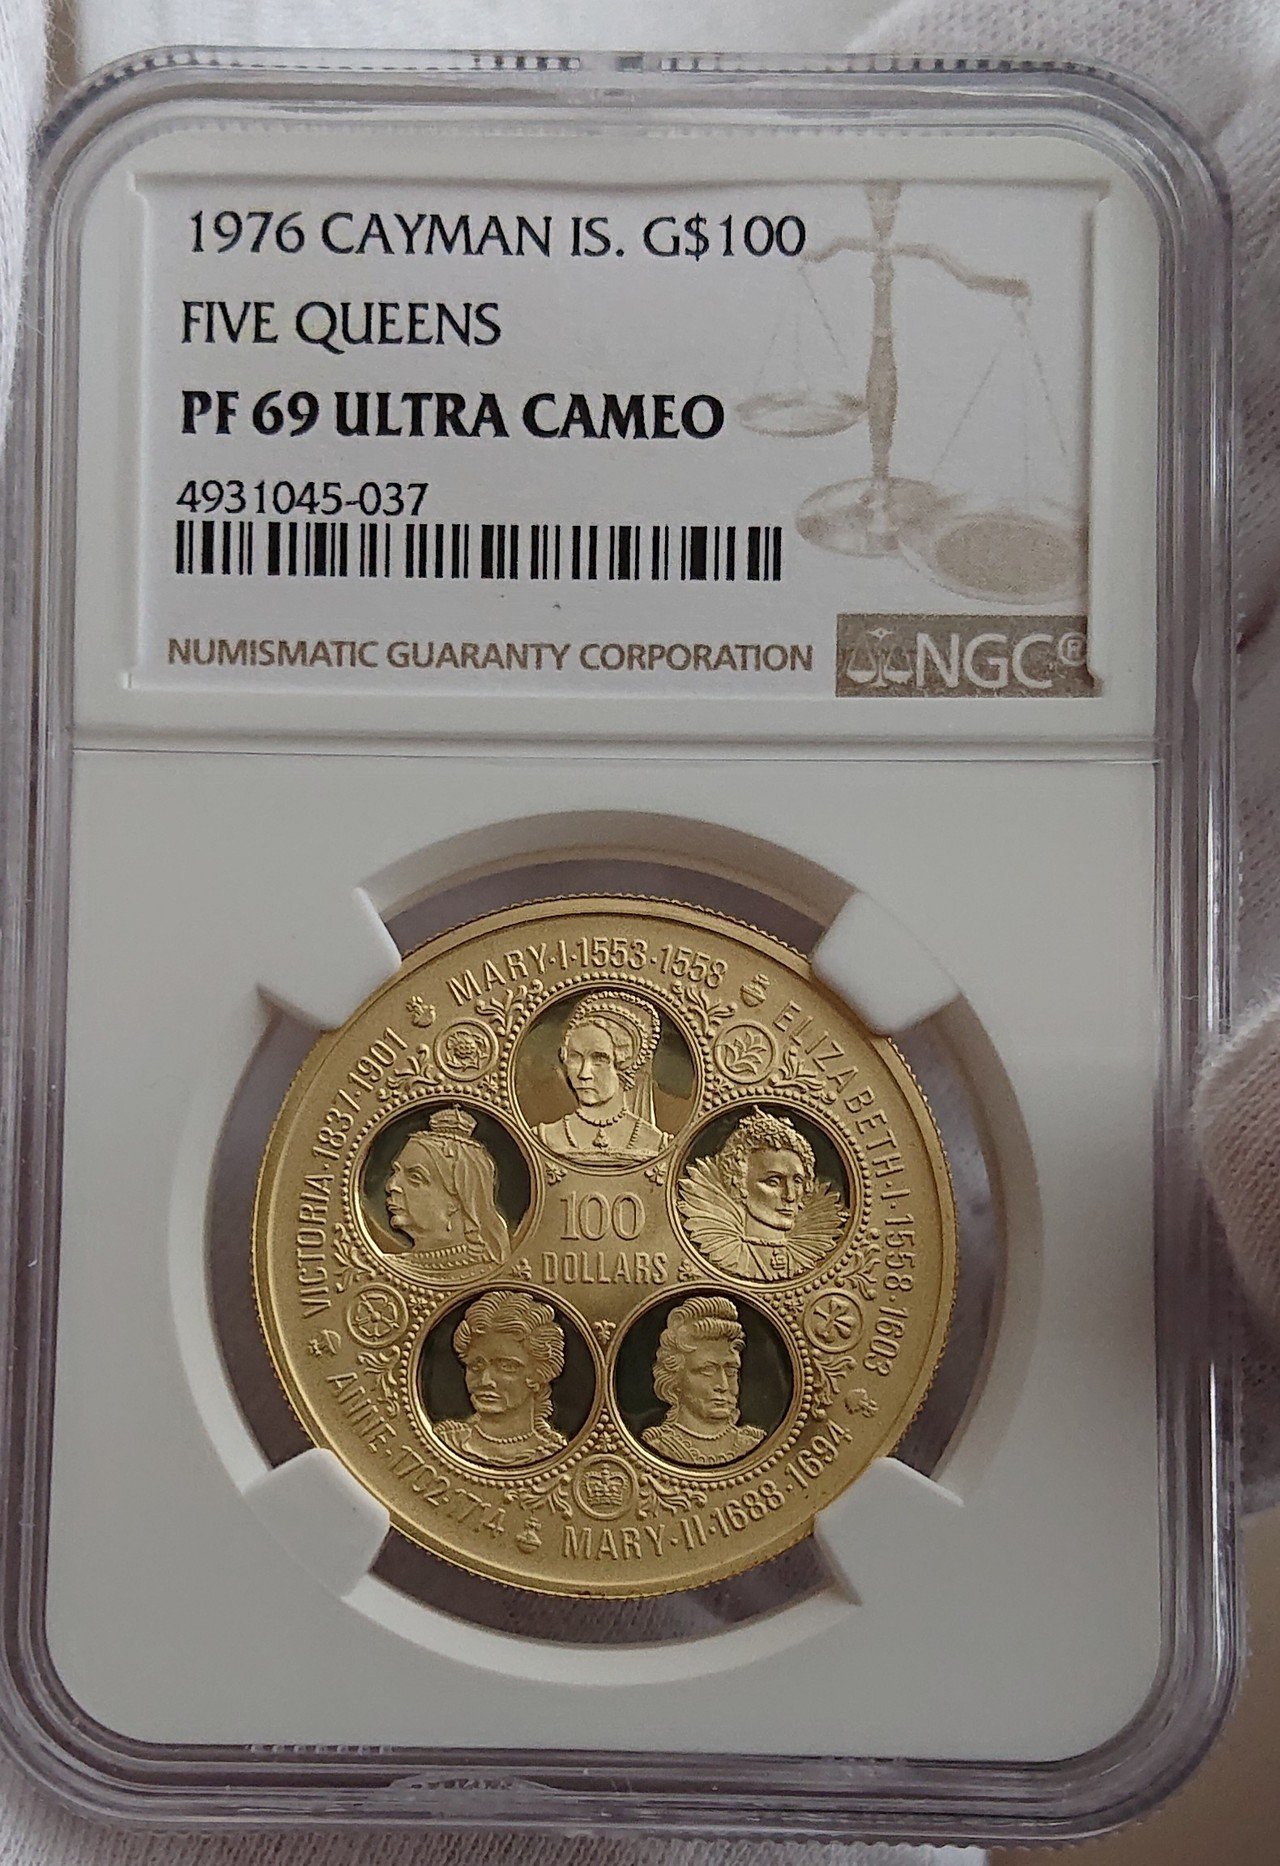 1976 CAYMAN IS. G$100
FIVE QUEENS
PF 69 ULTRA CAMEO
4931045-037
NUMISMATIC GUARANTY CORPORATION
NGC®
MARY·I·1553·1558
ELIZABETH·I·1558·1603
MARY·II·1688·1694
ANNE·1702·1714
VICTORIA·1837·1901
100
DOLLARS